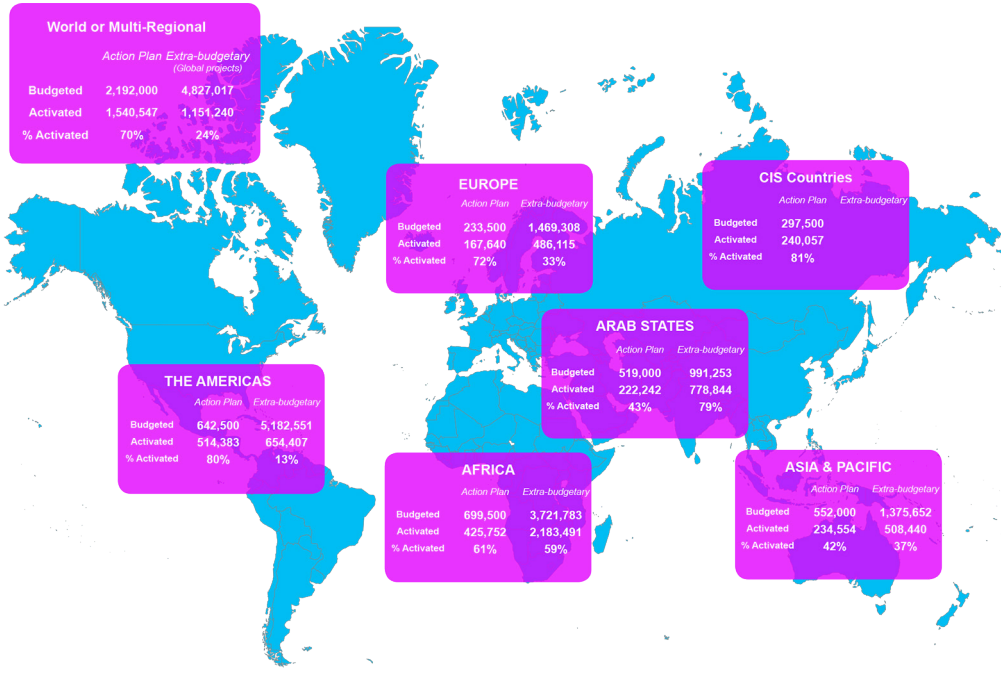 World or Multi-Regional
Action Plan Extra-budgetary
(Global projects)
Budgeted 2,192,000 4,827,017
Activated 1,540,547 1,151,240
% Activated 70% 24%
EUROPE
Action Plan Extra-budgetary
Budgeted 233,500 1,469,308
Activated 167,640 486,115
% Activated 72% 33%
CIS Countries
Action Plan Extra-budgetary
Budgeted 297,500
Activated 240,057
% Activated 81%
ARAB STATES
Action Plan Extra-budgetary
Budgeted 519,000 991,253
Activated 222,242 778,844
% Activated 43% 79%
THE AMERICAS
Action Plan Extra-budgetary
Budgeted 642,500 5,182,551
Activated 514,383 654,407
% Activated 80% 13%
AFRICA
Action Plan Extra-budgetary
Budgeted 699,500 3,721,783
Activated 425,752 2,183,491
% Activated 61% 59%
ASIA & PACIFIC
Action Plan Extra-budgetary
Budgeted 552,000 1,375,652
Activated 234,554 508,440
% Activated 42% 37%